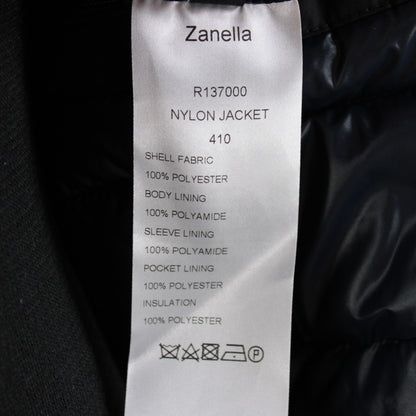 Zanella
R137000
NYLON JACKET
410
SHELL FABRIC
100% POLYESTER
BODY LINING
100% POLYAMIDE
SLEEVE LINING
100% POLYAMIDE
POCKET LINING
100% POLYESTER
INSULATION
100% POLYESTER
P